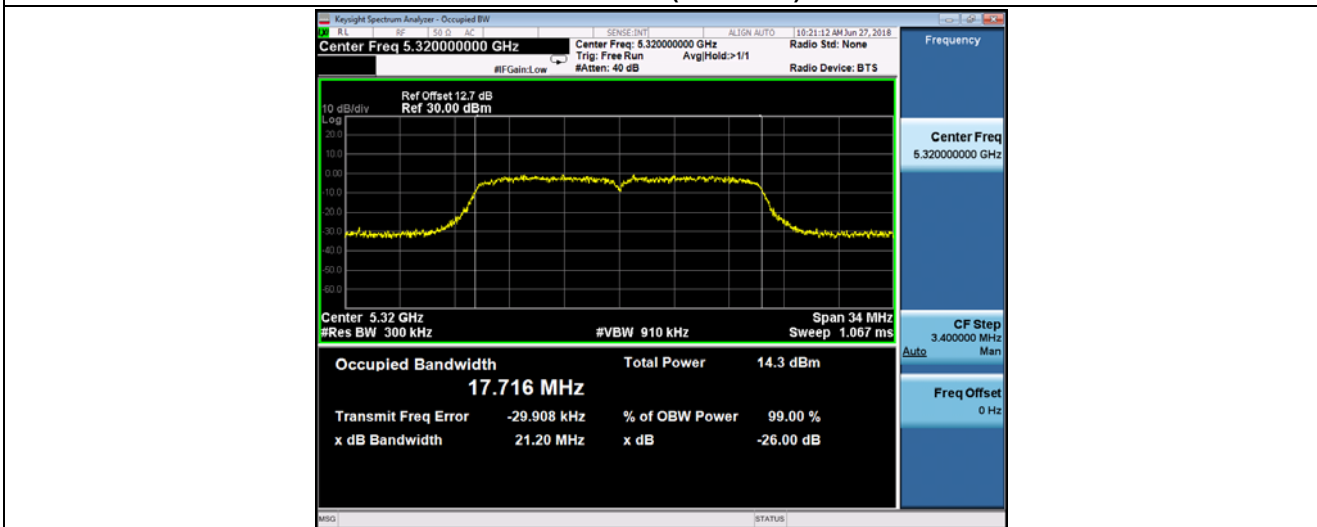 Keysight Spectrum Analyzer - Occupied BW
RL RF 50 Ω AC SENSE:INT ALIGN AUTO 10:21:12 AM Jun 27, 2018
Center Freq 5.320000000 GHz
Center Freq: 5.320000000 GHz
Radio Std: None
Trig: Free Run Avg|Hold:>1/1
#IFGain:Low
#Atten: 40 dB
Radio Device: BTS
Frequency
Ref Offset 12.7 dB
10 dB/div Ref 30.00 dBm
Log
20.0
10.0
0.00
-10.0
-20.0
-30.0
-40.0
-50.0
-60.0
Center 5.32 GHz
Span 34 MHz
#Res BW 300 kHz
#VBW 910 kHz
Sweep 1.067 ms
Occupied Bandwidth
Total Power 14.3 dBm
17.716 MHz
Transmit Freq Error -29.908 kHz
% of OBW Power 99.00 %
x dB Bandwidth 21.20 MHz
x dB -26.00 dB
Center Freq
5.320000000 GHz
CF Step
3.400000 MHz
Auto Man
Freq Offset
0 Hz
MSG
STATUS